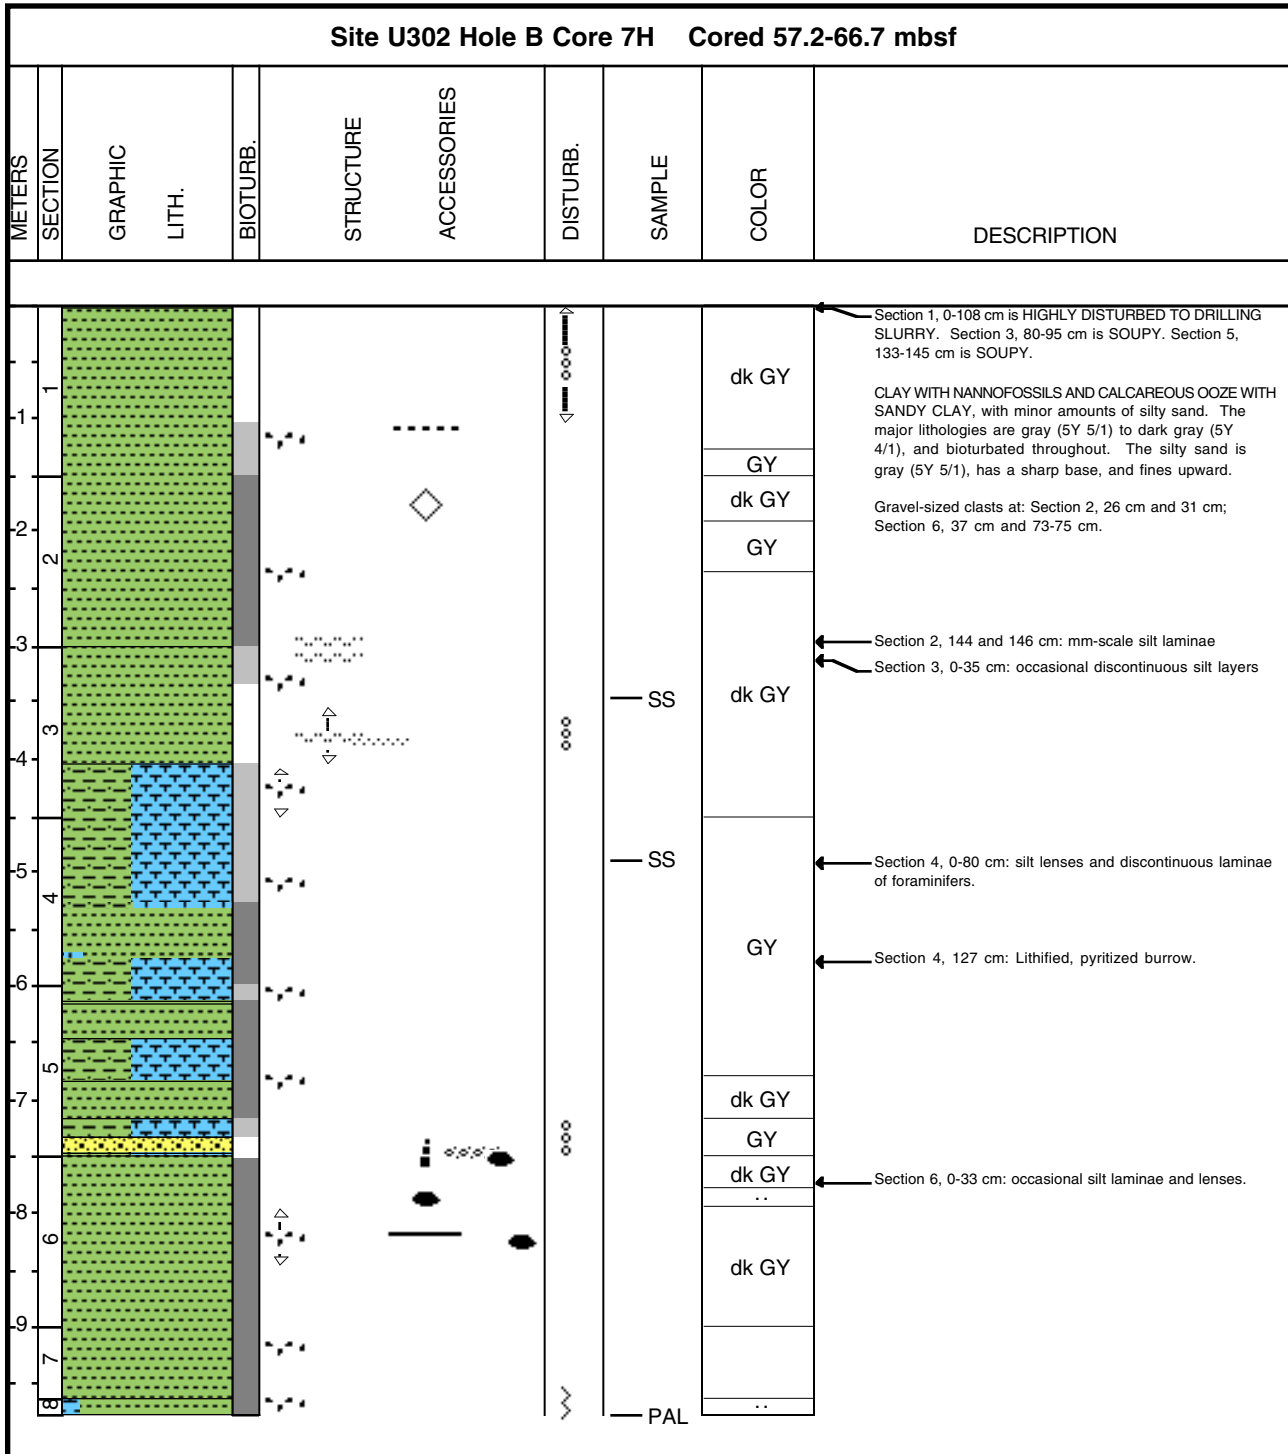 Site U302 Hole B Core 7H Cored 57.2-66.7 mbsf
METERS
SECTION
GRAPHIC
LITH.
BIOTURB.
STRUCTURE
ACCESSORIES
DISTURB.
SAMPLE
COLOR
DESCRIPTION
1
2
3
4
5
6
7
8
9
1
2
3
4
5
6
7
8
SS
SS
PAL
dk GY
GY
dk GY
GY
dk GY
GY
dk GY
GY
dk GY
..
dk GY
..
Section 1, 0-108 cm is HIGHLY DISTURBED TO DRILLING
SLURRY. Section 3, 80-95 cm is SOUPY. Section 5,
133-145 cm is SOUPY.
CLAY WITH NANNOFOSSILS AND CALCAREOUS OOZE WITH
SANDY CLAY, with minor amounts of silty sand. The
major lithologies are gray (5Y 5/1) to dark gray (5Y
4/1), and bioturbated throughout. The silty sand is
gray (5Y 5/1), has a sharp base, and fines upward.
Gravel-sized clasts at: Section 2, 26 cm and 31 cm;
Section 6, 37 cm and 73-75 cm.
Section 2, 144 and 146 cm: mm-scale silt laminae
Section 3, 0-35 cm: occasional discontinuous silt layers
Section 4, 0-80 cm: silt lenses and discontinuous laminae
of foraminifers.
Section 4, 127 cm: Lithified, pyritized burrow.
Section 6, 0-33 cm: occasional silt laminae and lenses.